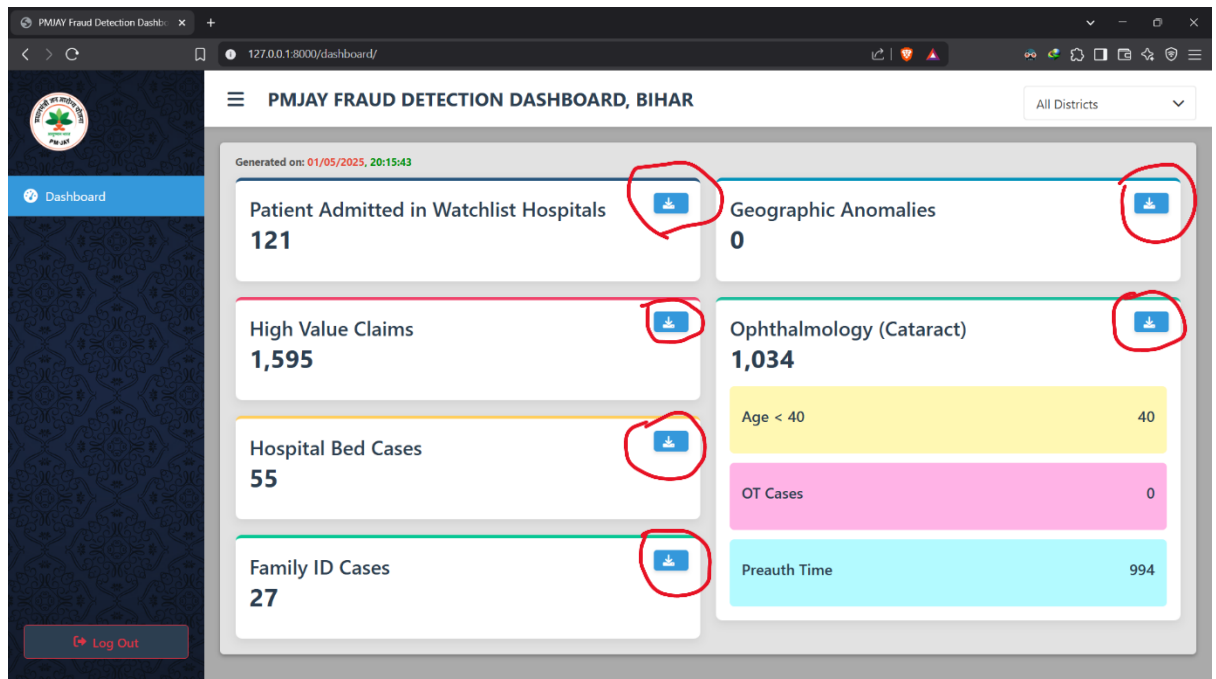 PMJAY Fraud Detection Dashbo
127.0.0.1:8000/dashboard/
PMJAY FRAUD DETECTION DASHBOARD, BIHAR
All Districts
PM-JAY
Generated on: 01/05/2025, 20:15:43
Dashboard
Patient Admitted in Watchlist Hospitals
121
Geographic Anomalies
0
High Value Claims
1,595
Ophthalmology (Cataract)
1,034
Age < 40
40
Hospital Bed Cases
55
OT Cases
0
Family ID Cases
27
Preauth Time
994
Log Out